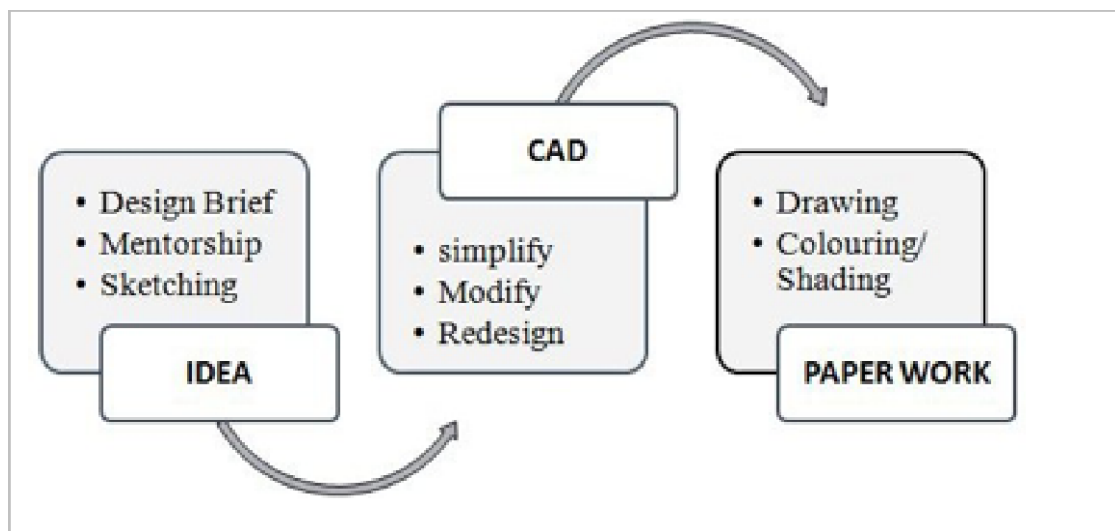 • Design Brief
• Mentorship
• Sketching
IDEA
CAD
• simplify
• Modify
• Redesign
• Drawing
• Colouring/
Shading
PAPER WORK